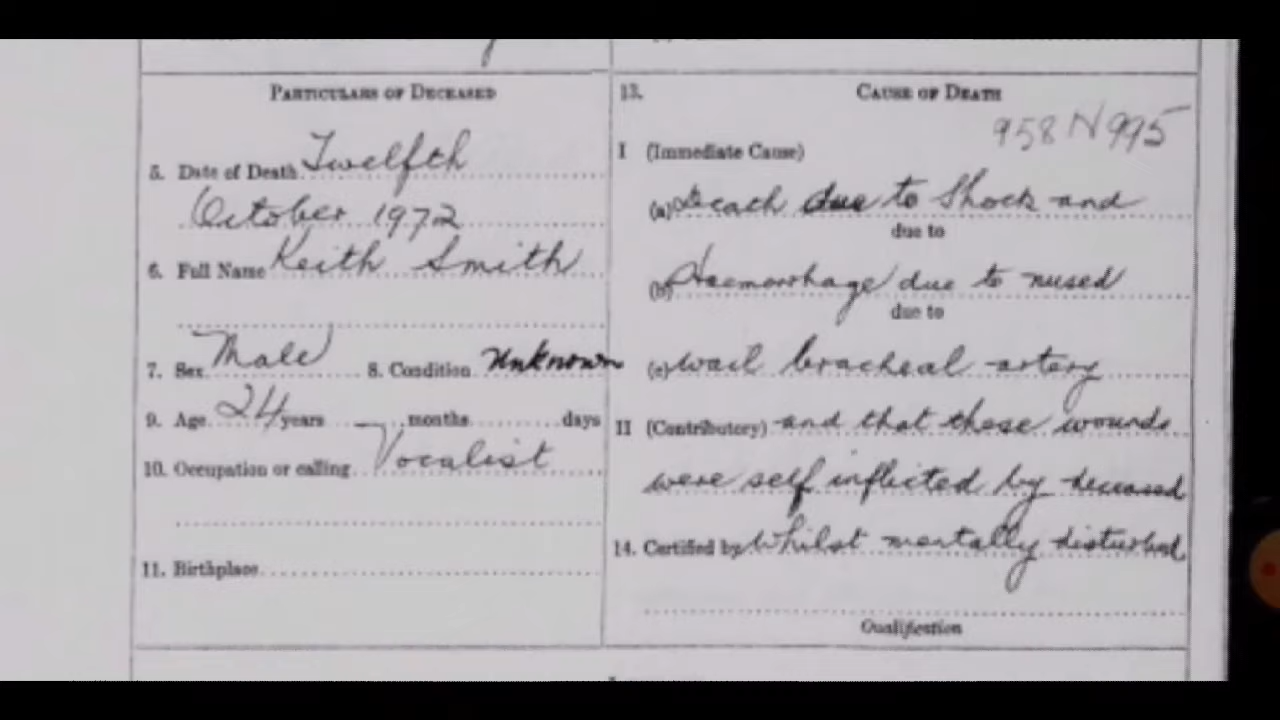 PARTICULARS OF DECEASED
5. Date of Death Twelfth
October 1972
6. Full Name Keith Smith
7. Sex Male 8. Condition Unknown
9. Age 24 years — months days
10. Occupation or calling Vocalist
11. Birthplace
13. CAUSE OF DEATH
958N995
I (Immediate Cause)
(a) Death due to Shock and
due to
(b) Haemorrhage due to nused
due to
(c) wail bracheal artery
II (Contributory) and that these wounds
were self inflicted by deceased
14. Certified by Whilst mentally disturbed
Qualification